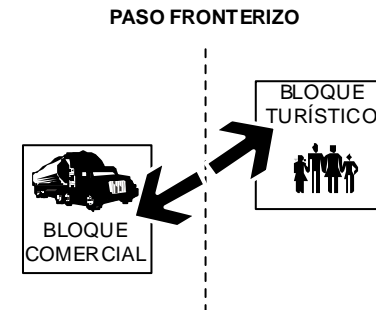 PASO FRONTERIZO
BLOQUE
TURÍSTICO
BLOQUE
COMERCIAL